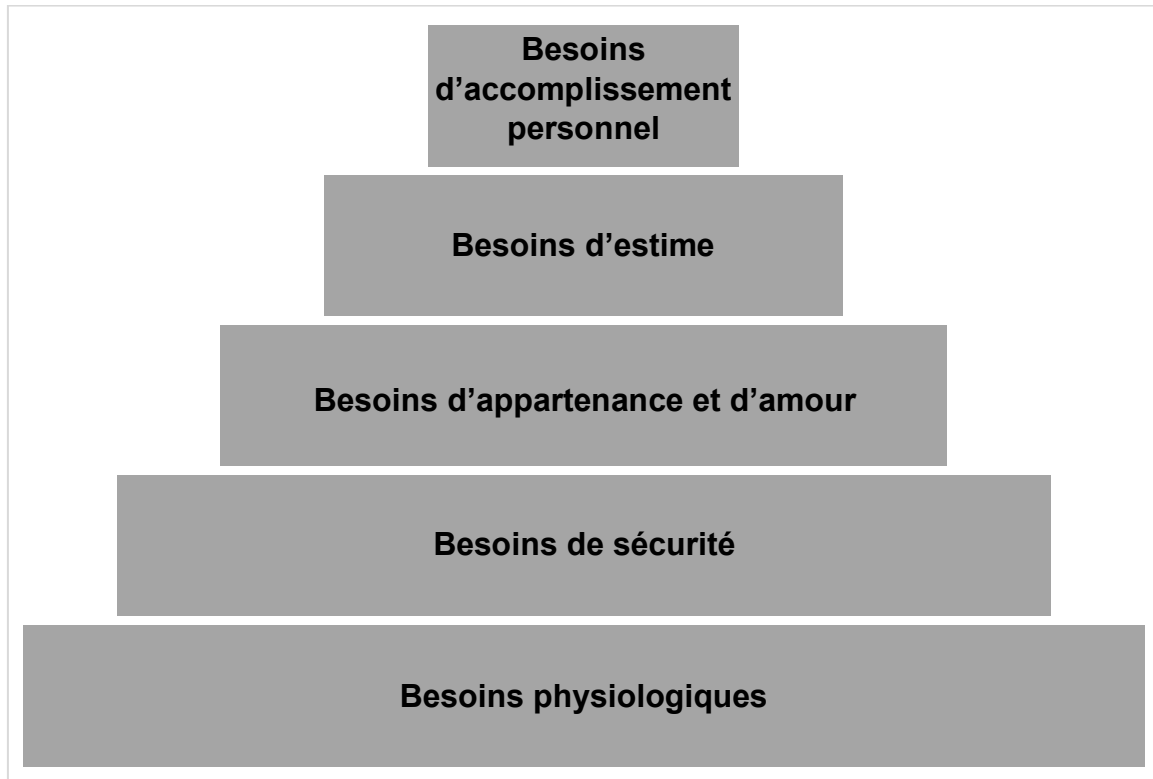 Besoins
d’accomplissement
personnel
Besoins d’estime
Besoins d’appartenance et d’amour
Besoins de sécurité
Besoins physiologiques